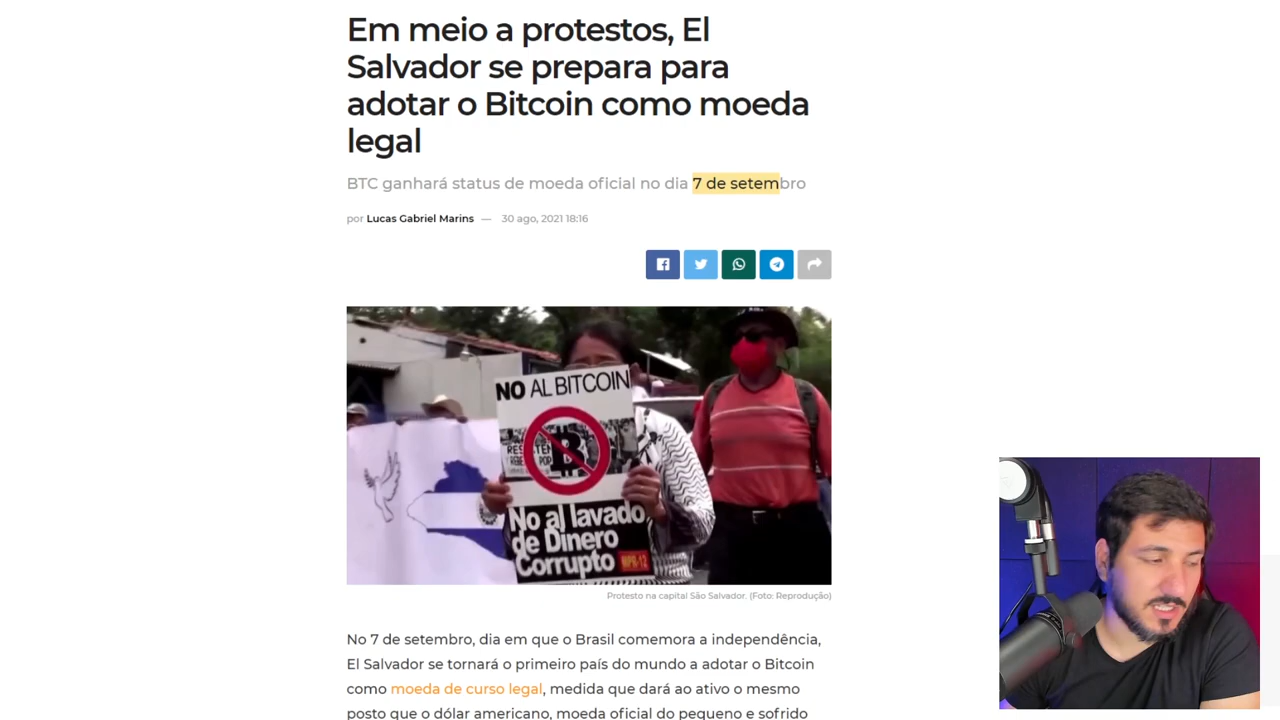 Em meio a protestos, El
Salvador se prepara para
adotar o Bitcoin como moeda
legal
BTC ganhará status de moeda oficial no dia 7 de setembro
por Lucas Gabriel Marins — 30 ago, 2021 18:16
NO AL BITCOIN
No al lavado
de Dinero
Corrupto
MPR-12
Protesto na capital São Salvador. (Foto: Reprodução)
No 7 de setembro, dia em que o Brasil comemora a independência,
El Salvador se tornará o primeiro país do mundo a adotar o Bitcoin
como moeda de curso legal, medida que dará ao ativo o mesmo
posto que o dólar americano, moeda oficial do pequeno e sofrido